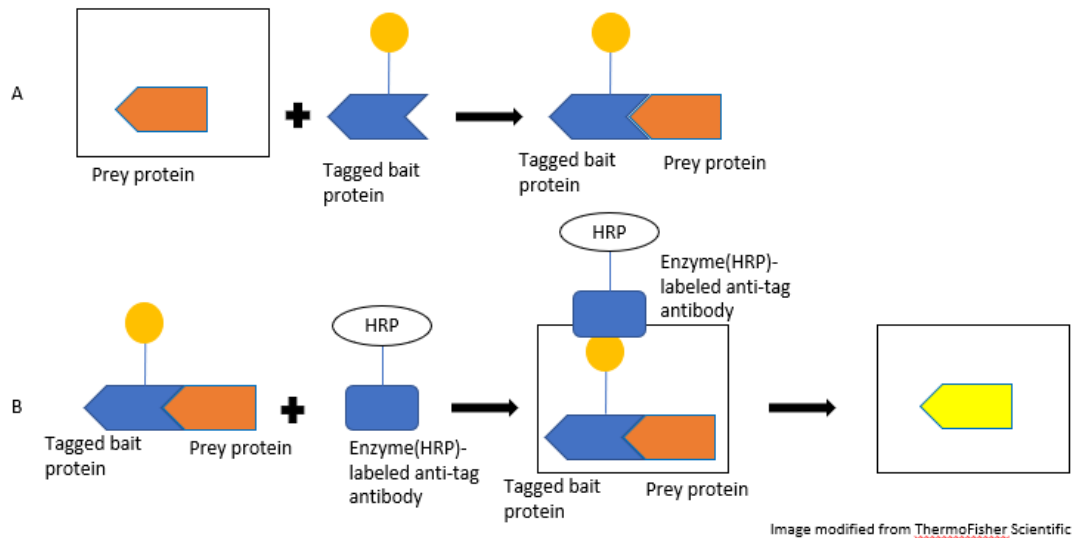 A
Prey protein
Tagged bait
protein
Tagged bait
protein
Prey protein
HRP
Enzyme(HRP)-
labeled anti-tag
antibody
HRP
B
Tagged bait
protein
Prey protein
Enzyme(HRP)-
labeled anti-tag
antibody
Tagged bait
protein
Prey protein
Image modified from ThermoFisher Scientific